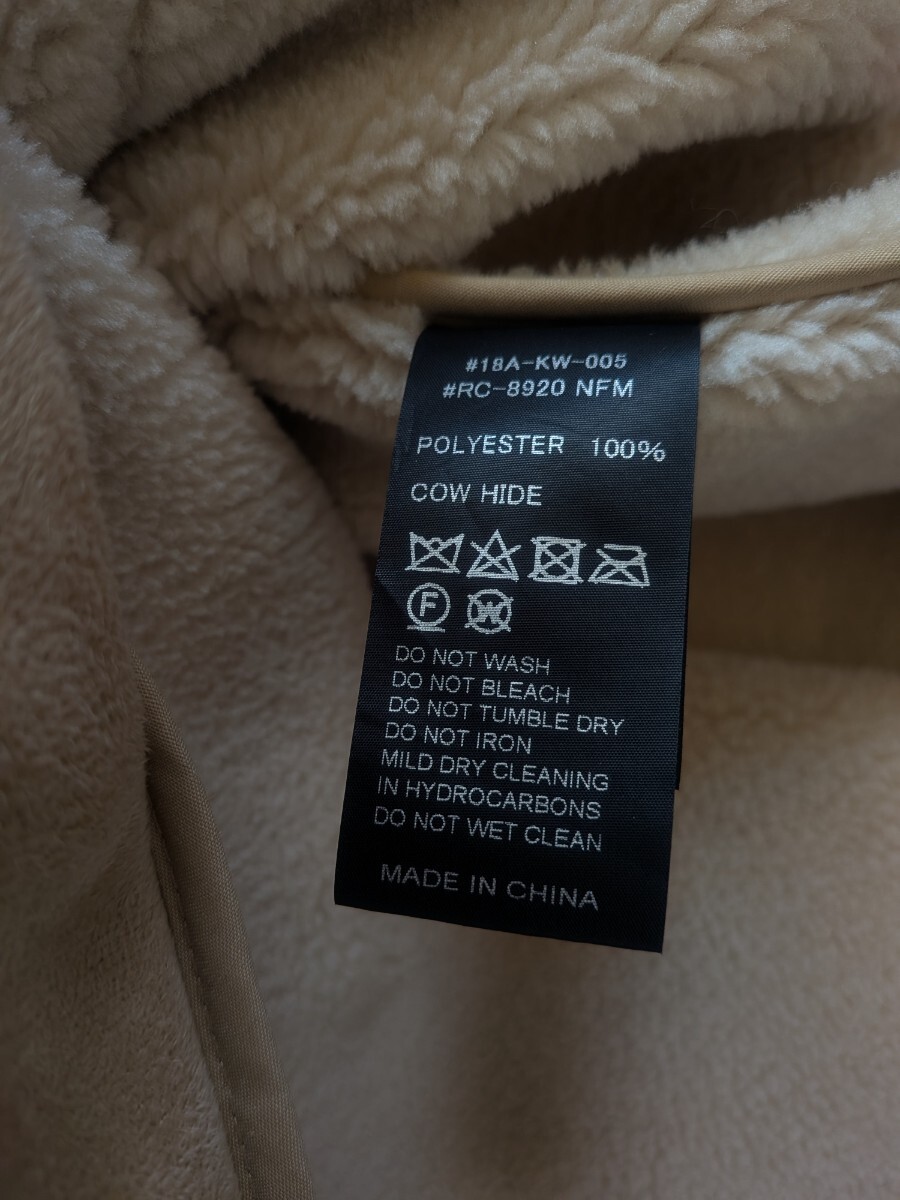 #18A-KW-005
#RC-8920 NFM
POLYESTER 100%
COW HIDE
F W
DO NOT WASH
DO NOT BLEACH
DO NOT TUMBLE DRY
DO NOT IRON
MILD DRY CLEANING
IN HYDROCARBONS
DO NOT WET CLEAN
MADE IN CHINA